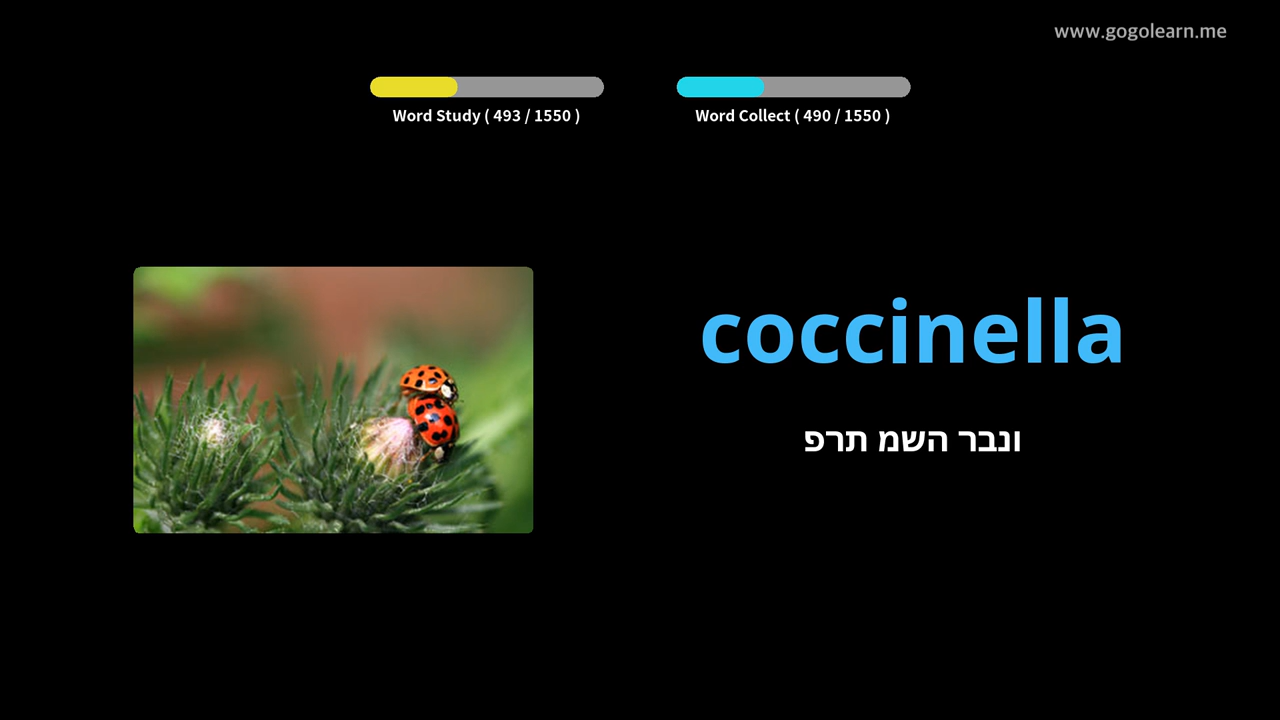 www.gogolearn.me
Word Study ( 493 / 1550 )
Word Collect ( 490 / 1550 )
coccinella
ונבר השמ תרפ